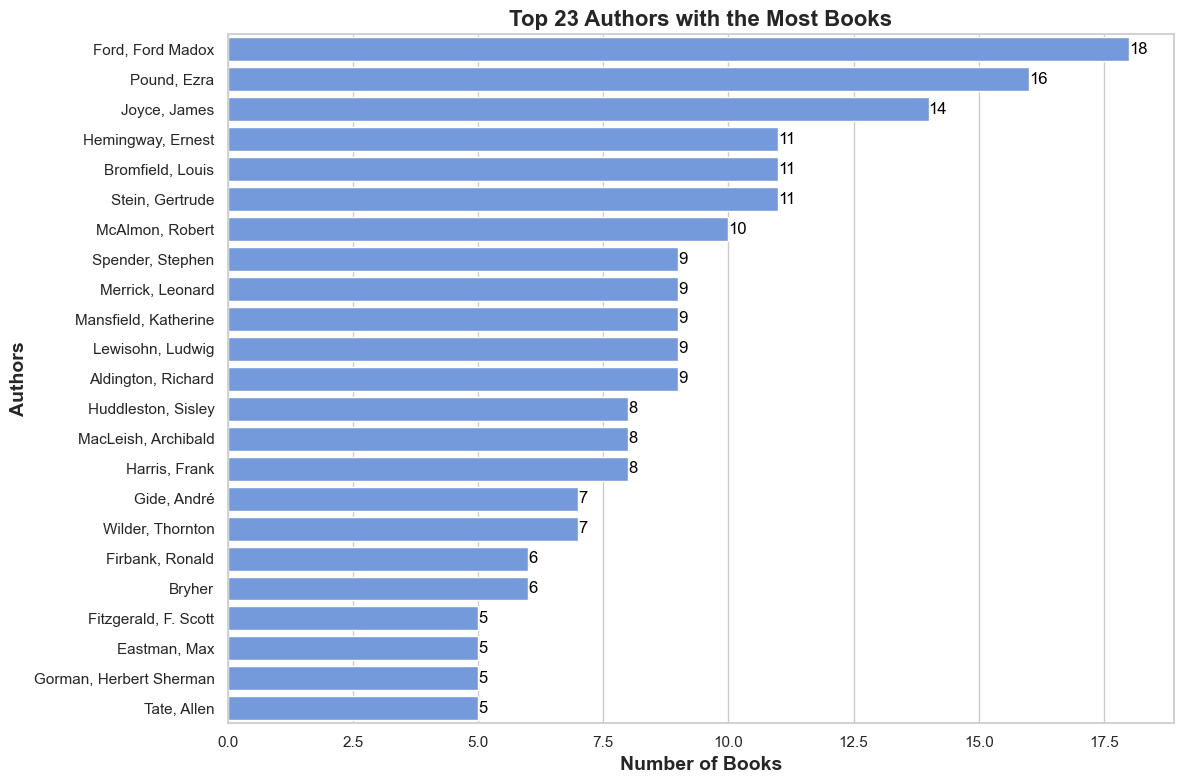 Top 23 Authors with the Most Books
Authors
Ford, Ford Madox 18
Pound, Ezra 16
Joyce, James 14
Hemingway, Ernest 11
Bromfield, Louis 11
Stein, Gertrude 11
McAlmon, Robert 10
Spender, Stephen 9
Merrick, Leonard 9
Mansfield, Katherine 9
Lewisohn, Ludwig 9
Aldington, Richard 9
Huddleston, Sisley 8
MacLeish, Archibald 8
Harris, Frank 8
Gide, André 7
Wilder, Thornton 7
Firbank, Ronald 6
Bryher 6
Fitzgerald, F. Scott 5
Eastman, Max 5
Gorman, Herbert Sherman 5
Tate, Allen 5
0.0 2.5 5.0 7.5 10.0 12.5 15.0 17.5
Number of Books